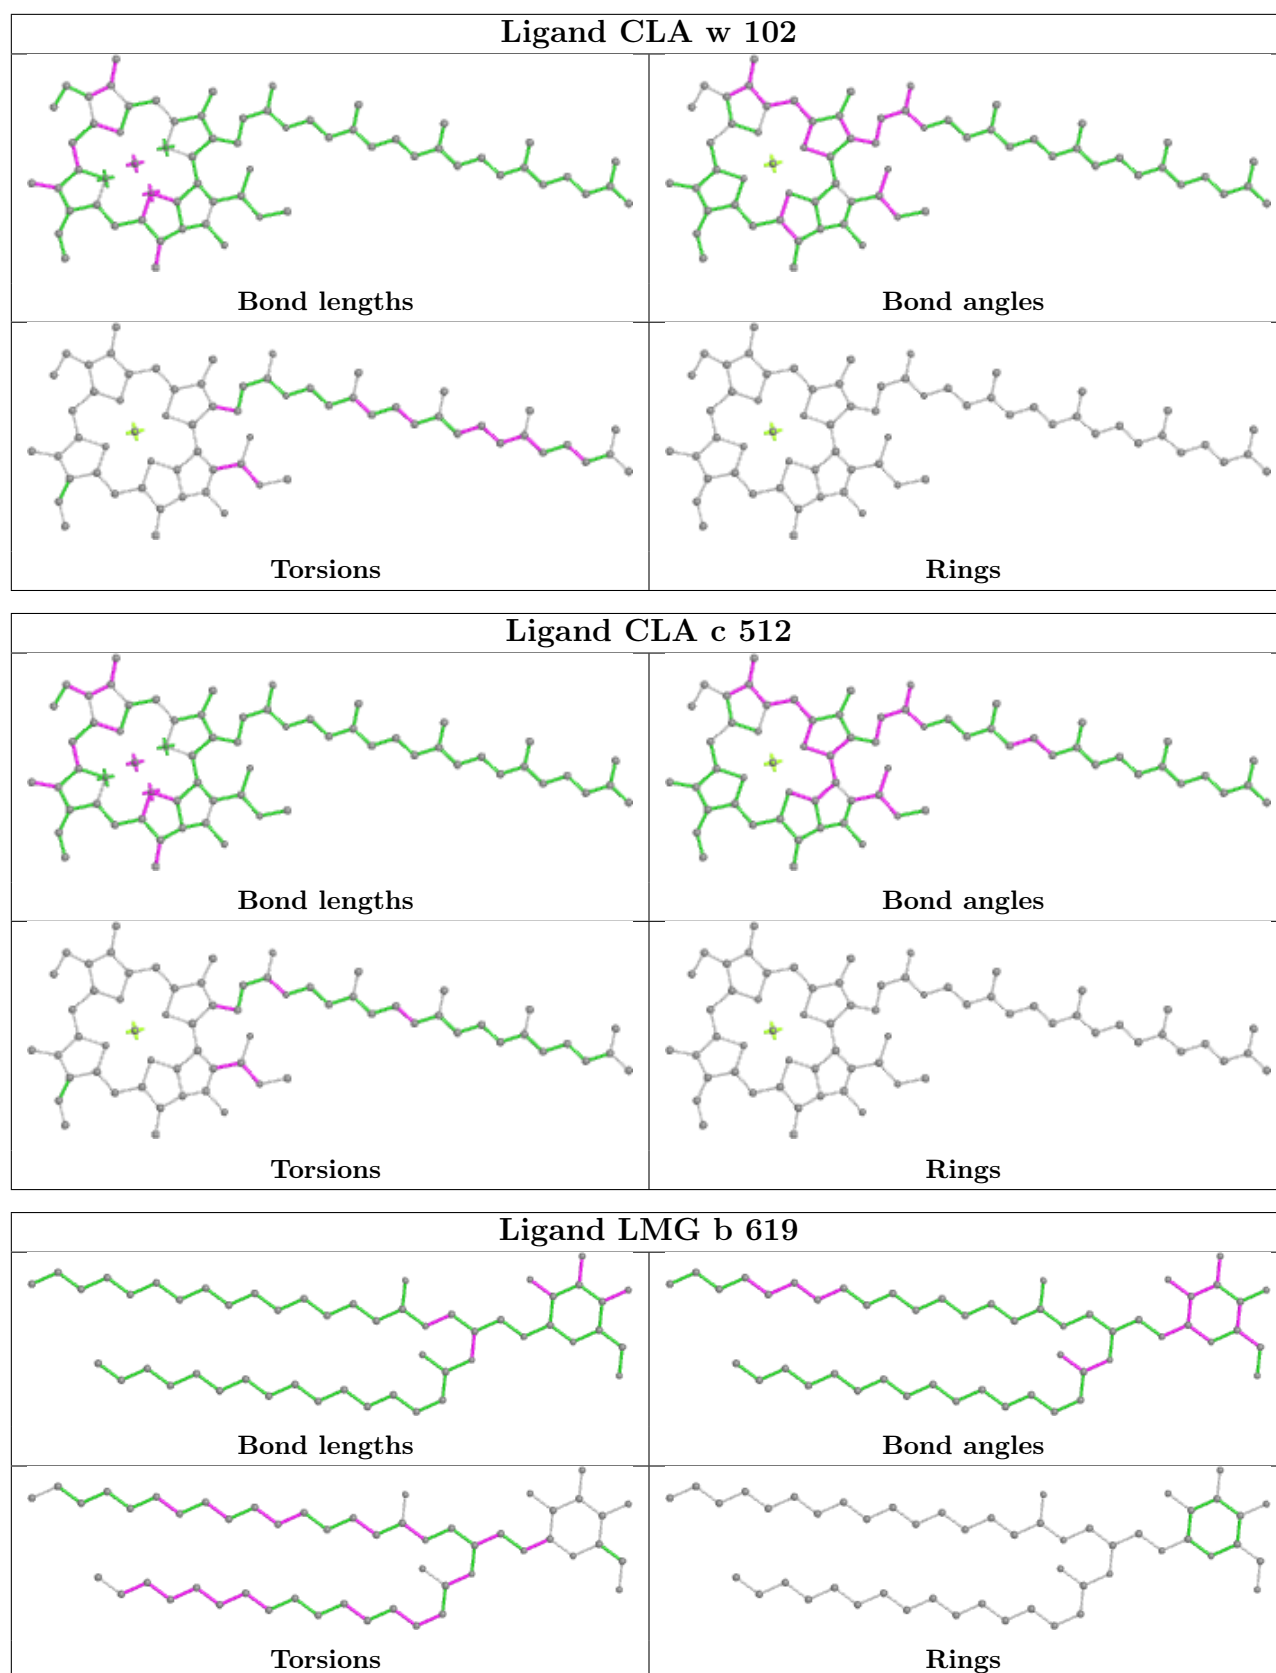 Ligand CLA w 102
Bond lengths
Bond angles
Torsions
Rings
Ligand CLA c 512
Bond lengths
Bond angles
Torsions
Rings
Ligand LMG b 619
Bond lengths
Bond angles
Torsions
Rings